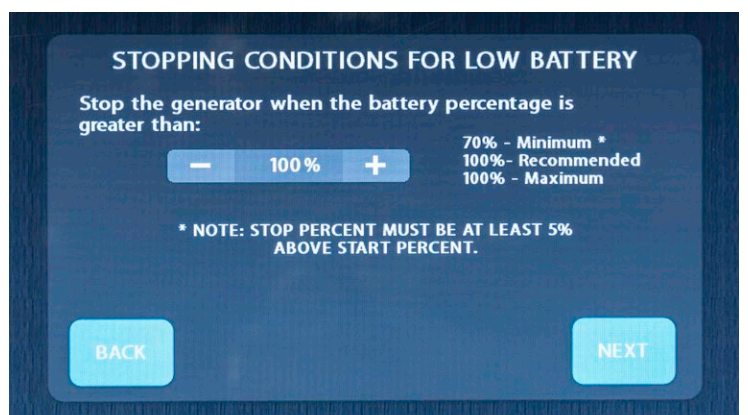 STOPPING CONDITIONS FOR LOW BATTERY
Stop the generator when the battery percentage is
greater than:
− 100% +
70% - Minimum *
100%- Recommended
100% - Maximum
* NOTE: STOP PERCENT MUST BE AT LEAST 5%
ABOVE START PERCENT.
BACK
NEXT